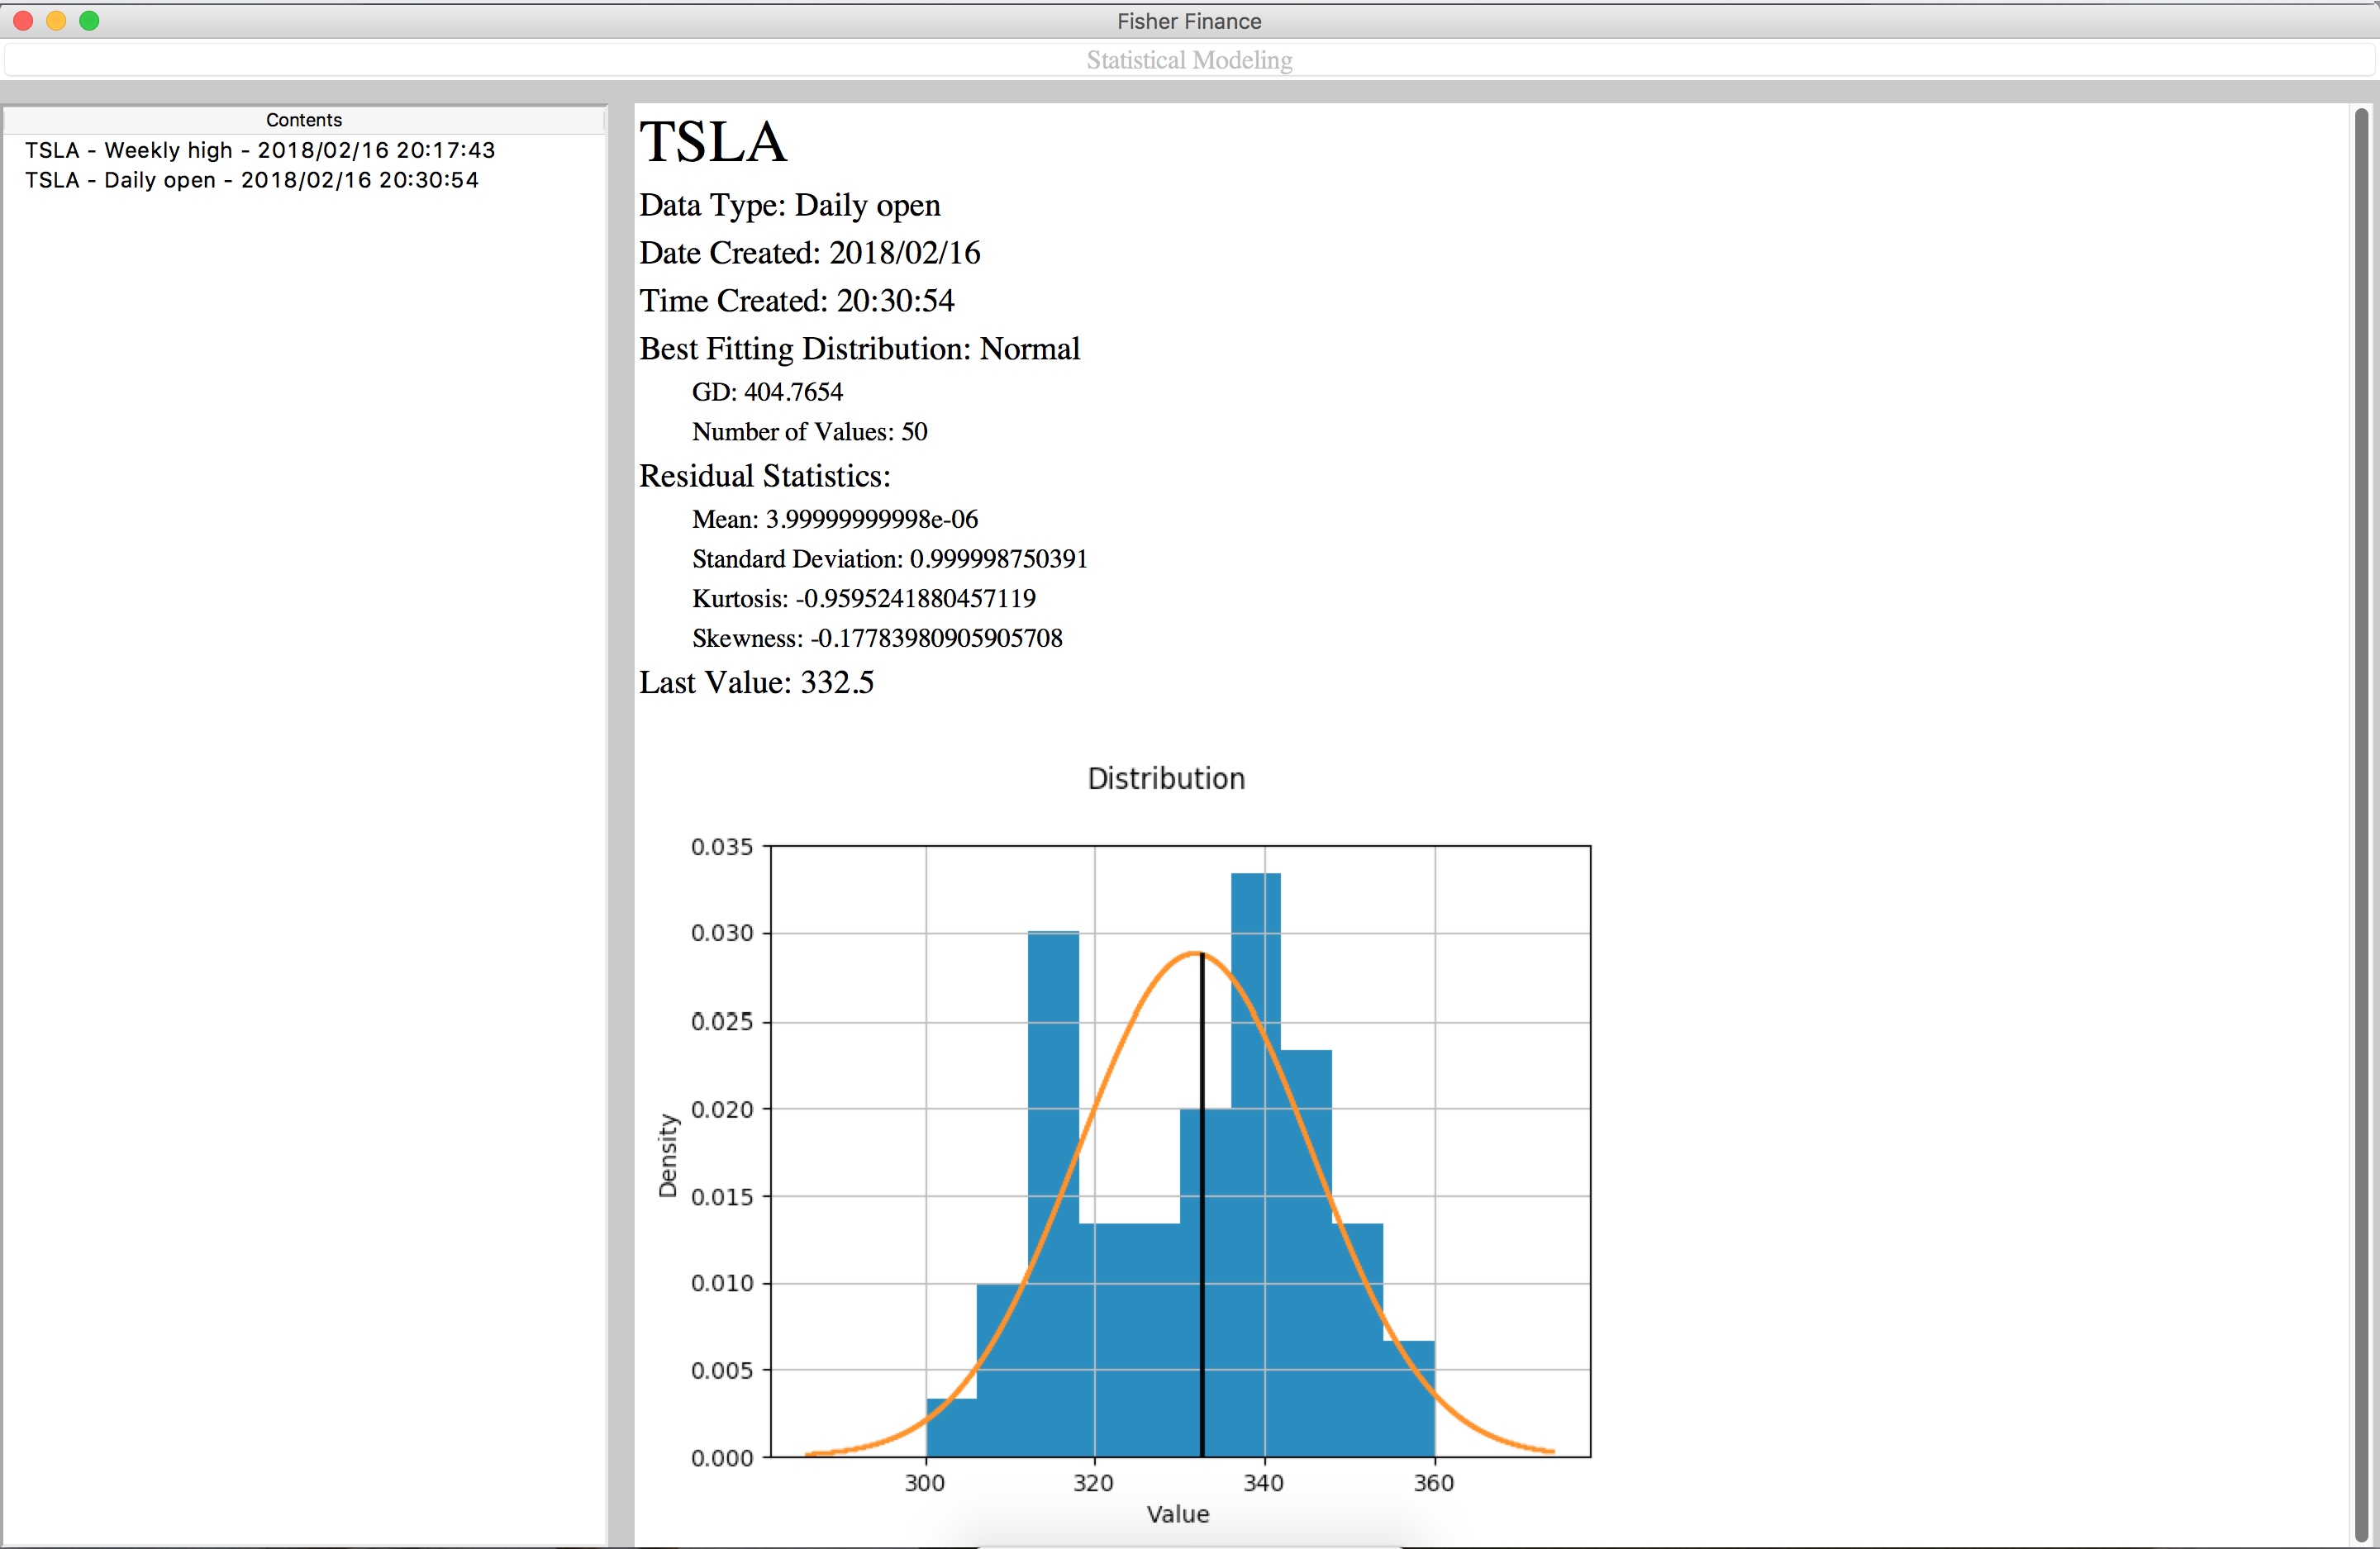 Fisher Finance
Statistical Modeling
Contents
TSLA - Weekly high - 2018/02/16 20:17:43
TSLA - Daily open - 2018/02/16 20:30:54
TSLA
Data Type: Daily open
Date Created: 2018/02/16
Time Created: 20:30:54
Best Fitting Distribution: Normal
GD: 404.7654
Number of Values: 50
Residual Statistics:
Mean: 3.99999999998e-06
Standard Deviation: 0.999998750391
Kurtosis: -0.9595241880457119
Skewness: -0.17783980905905708
Last Value: 332.5
Distribution
0.035
0.030
0.025
0.020
0.015
0.010
0.005
0.000
Density
300 320 340 360
Value